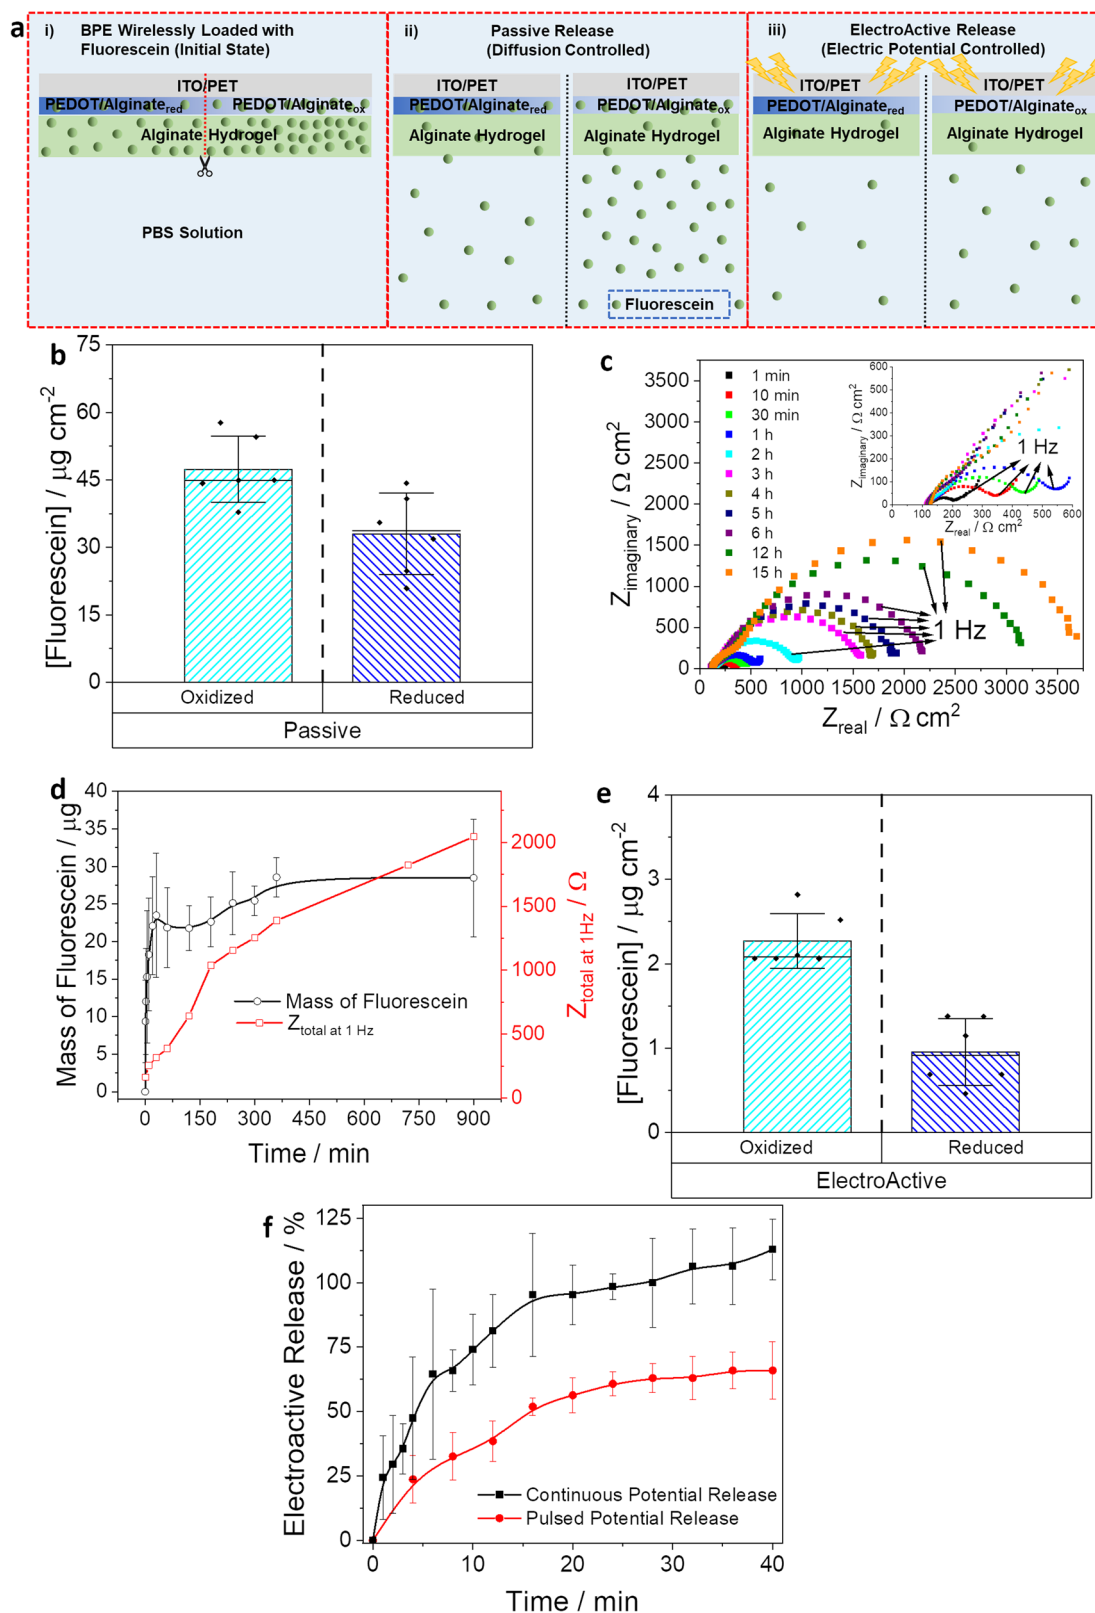 a
i) BPE Wirelessly Loaded with
Fluorescein (Initial State)
ITO/PET
PEDOT/Alginatered PEDOT/Alginateox
Alginate Hydrogel
PBS Solution
ii) Passive Release
(Diffusion Controlled)
ITO/PET ITO/PET
PEDOT/Alginatered PEDOT/Alginateox
Alginate Hydrogel Alginate Hydrogel
Fluorescein
iii) ElectroActive Release
(Electric Potential Controlled)
ITO/PET ITO/PET
PEDOT/Alginatered PEDOT/Alginateox
Alginate Hydrogel Alginate Hydrogel
b
[Fluorescein] / μg cm-2
75
60
45
30
15
0
Oxidized Reduced
Passive
c
Zimaginary / Ω cm2
3500
3000
2500
2000
1500
1000
500
0
1 min
10 min
30 min
1 h
2 h
3 h
4 h
5 h
6 h
12 h
15 h
1 Hz
0 500 1000 1500 2000 2500 3000 3500
Zreal / Ω cm2
Zimaginary / Ω cm2
600
500
400
300
200
100
0
1 Hz
0 100 200 300 400 500 600
Zreal / Ω cm2
d
Mass of Fluorescein / μg
40
35
30
25
20
15
10
5
0
Mass of Fluorescein
Ztotal at 1 Hz
0 150 300 450 600 750 900
Time / min
2000
1500
1000
500
0
Ztotal at 1Hz / Ω
e
[Fluorescein] / μg cm-2
4
3
2
1
0
Oxidized Reduced
ElectroActive
f
Electroactive Release / %
125
100
75
50
25
0
Continuous Potential Release
Pulsed Potential Release
0 10 20 30 40
Time / min